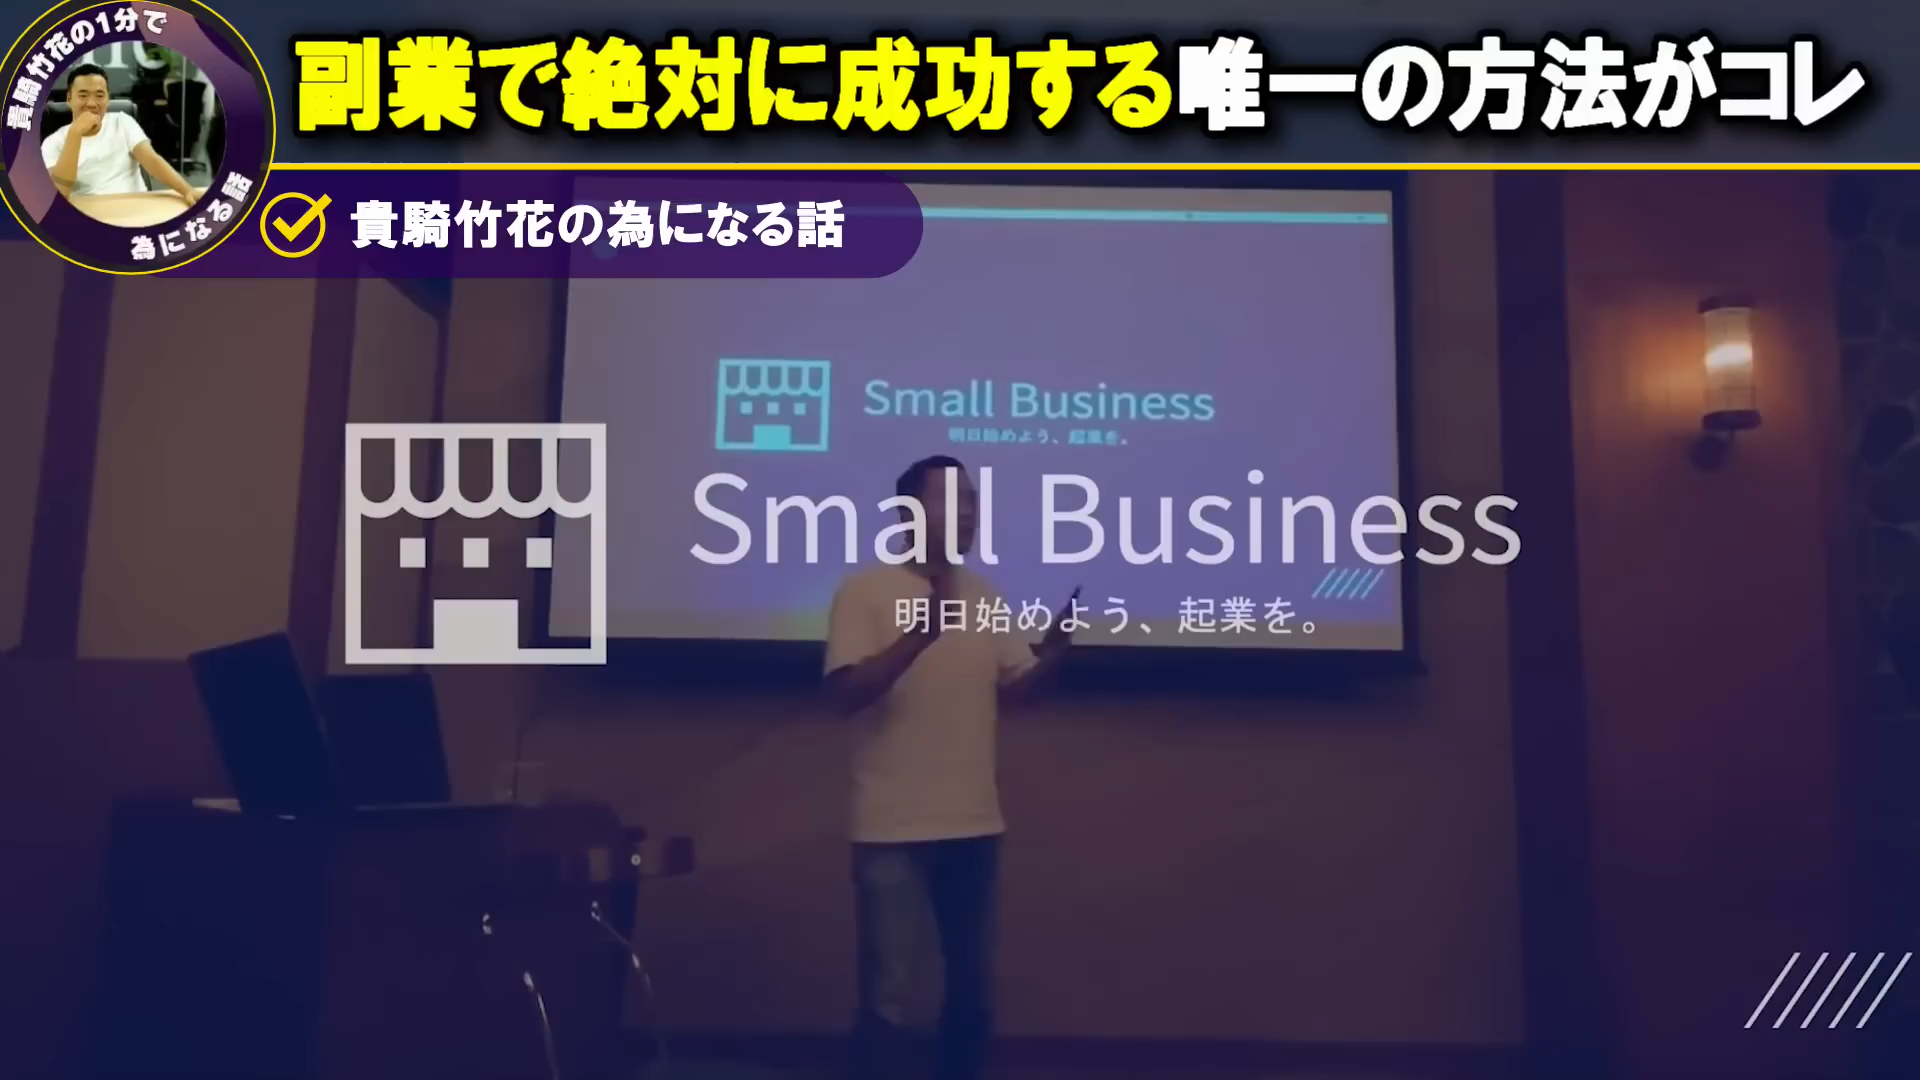 貴騎竹花の1分で
為になる話
副業で絶対に成功する唯一の方法がコレ
貴騎竹花の為になる話
Small Business
明日始めよう、起業を。
Small Business
明日始めよう、起業を。